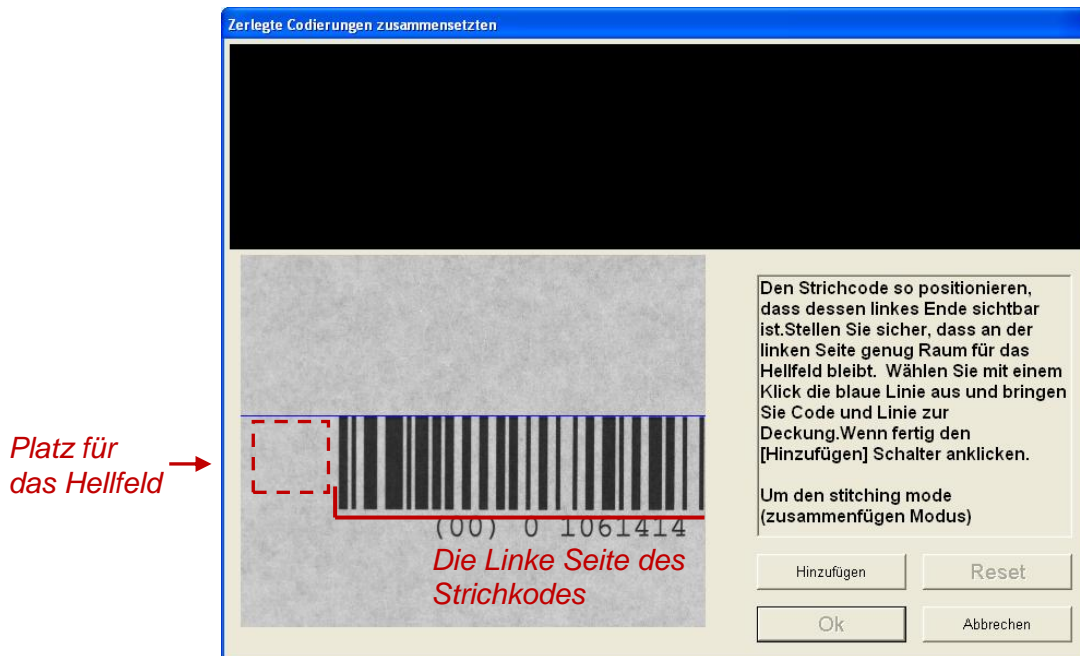 Zerlegte Codierungen zusammensetzten
Den Strichcode so positionieren,
dass dessen linkes Ende sichtbar
ist.Stellen Sie sicher, dass an der
linken Seite genug Raum für das
Hellfeld bleibt.  Wählen Sie mit einem
Klick die blaue Linie aus und bringen
Sie Code und Linie zur
Deckung.Wenn fertig den
[Hinzufügen] Schalter anklicken.
Um den stitching mode
(zusammenfügen Modus)
Platz für
das Hellfeld
(00) 0 1061414
Die Linke Seite des
Strichkodes
Hinzufügen
Reset
Ok
Abbrechen